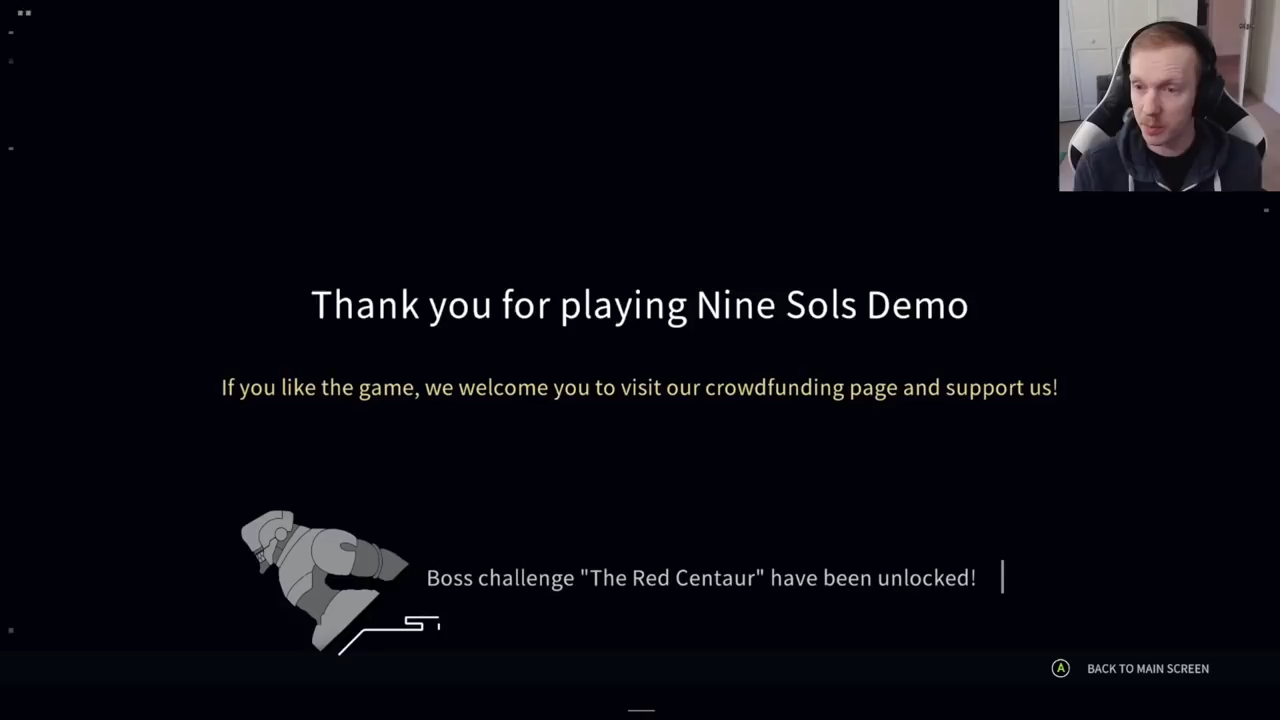 Thank you for playing Nine Sols Demo
If you like the game, we welcome you to visit our crowdfunding page and support us!
Boss challenge "The Red Centaur" have been unlocked!
A BACK TO MAIN SCREEN